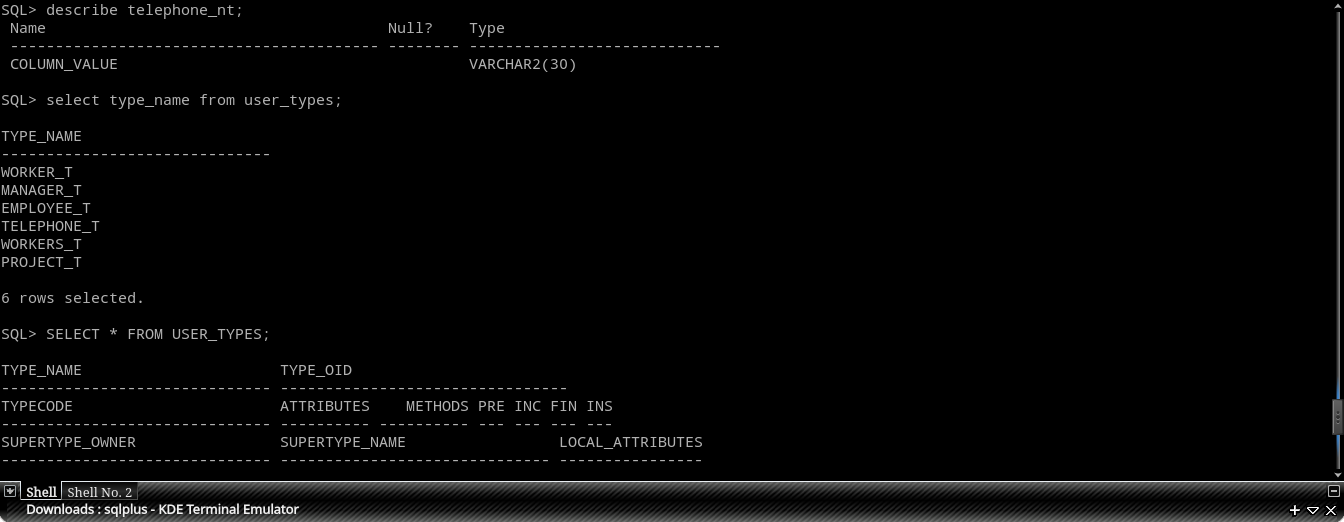 SQL> describe telephone_nt;
 Name                                      Null?    Type
 ----------------------------------------- -------- ----------------------------
 COLUMN_VALUE                                       VARCHAR2(30)
SQL> select type_name from user_types;
TYPE_NAME
------------------------------
WORKER_T
MANAGER_T
EMPLOYEE_T
TELEPHONE_T
WORKERS_T
PROJECT_T
6 rows selected.
SQL> SELECT * FROM USER_TYPES;
TYPE_NAME                      TYPE_OID
------------------------------ --------------------------------
TYPECODE                       ATTRIBUTES    METHODS PRE INC FIN INS
------------------------------ ---------- ---------- --- --- --- ---
SUPERTYPE_OWNER                SUPERTYPE_NAME                 LOCAL_ATTRIBUTES
------------------------------ ------------------------------ ----------------
Shell Shell No. 2
Downloads : sqlplus - KDE Terminal Emulator